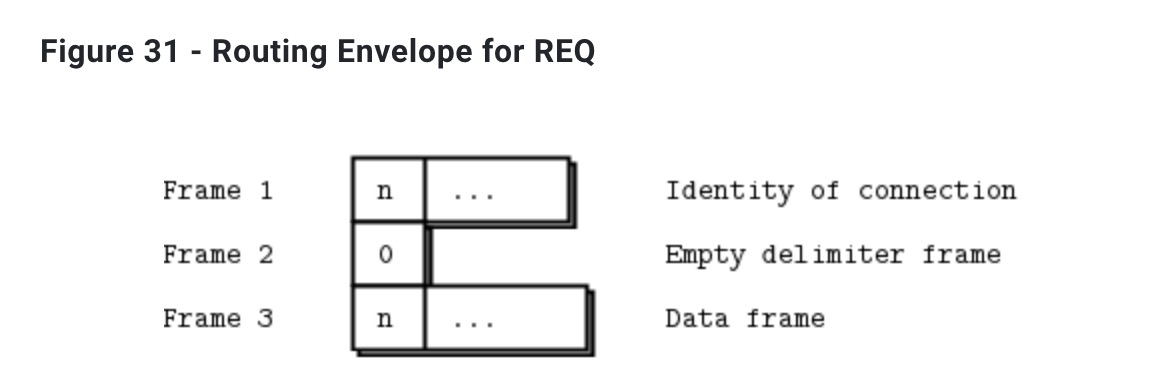 Figure 31 - Routing Envelope for REQ
Frame 1 n ... Identity of connection
Frame 2 0 Empty delimiter frame
Frame 3 n ... Data frame